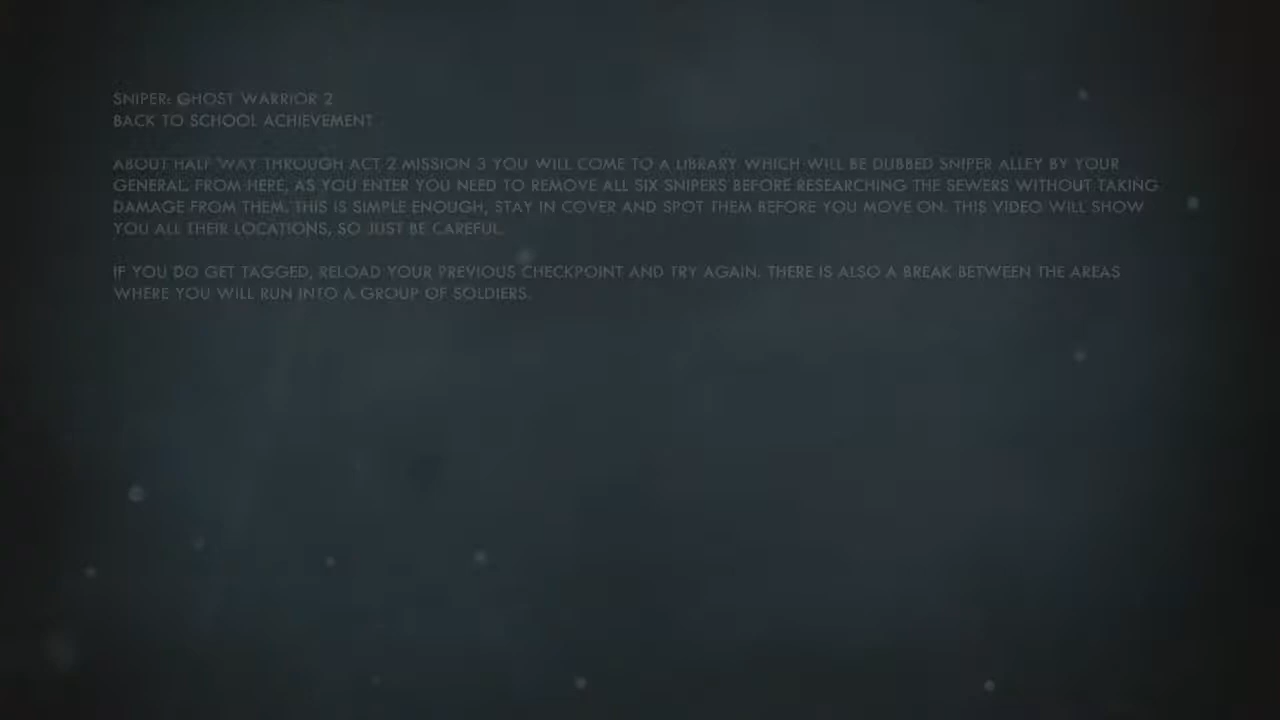 SNIPER: GHOST WARRIOR 2
BACK TO SCHOOL ACHIEVEMENT
ABOUT HALF WAY THROUGH ACT 2 MISSION 3 YOU WILL COME TO A LIBRARY WHICH WILL BE DUBBED SNIPER ALLEY BY YOUR
GENERAL. FROM HERE, AS YOU ENTER YOU NEED TO REMOVE ALL SIX SNIPERS BEFORE RESEARCHING THE SEWERS WITHOUT TAKING
DAMAGE FROM THEM. THIS IS SIMPLE ENOUGH, STAY IN COVER AND SPOT THEM BEFORE YOU MOVE ON. THIS VIDEO WILL SHOW
YOU ALL THEIR LOCATIONS, SO JUST BE CAREFUL.
IF YOU DO GET TAGGED, RELOAD YOUR PREVIOUS CHECKPOINT AND TRY AGAIN. THERE IS ALSO A BREAK BETWEEN THE AREAS
WHERE YOU WILL RUN INTO A GROUP OF SOLDIERS.